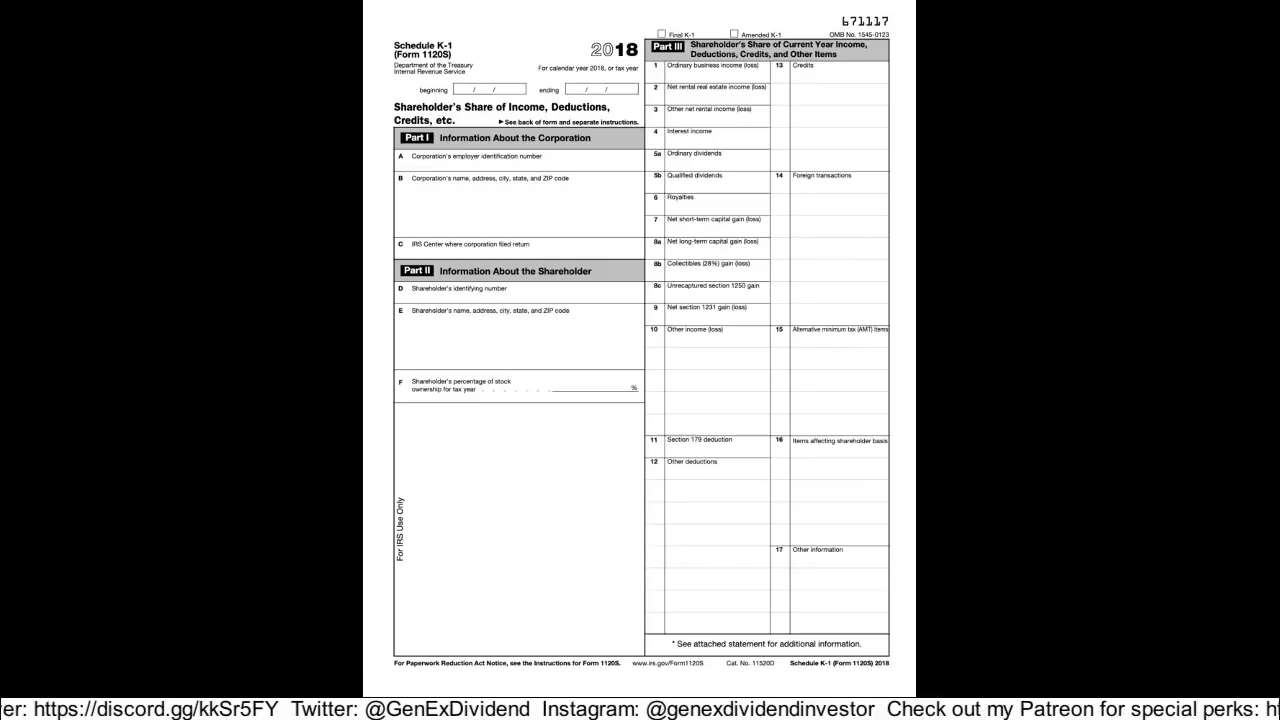 671117
Final K-1 Amended K-1 OMB No. 1545-0123
Schedule K-1
(Form 1120S)
2018
Department of the Treasury
Internal Revenue Service
For calendar year 2018, or tax year
beginning / / ending / /
Shareholder's Share of Income, Deductions,
Credits, etc. ► See back of form and separate instructions.
Part I Information About the Corporation
A Corporation's employer identification number
B Corporation's name, address, city, state, and ZIP code
C IRS Center where corporation filed return
Part II Information About the Shareholder
D Shareholder's identifying number
E Shareholder's name, address, city, state, and ZIP code
F Shareholder's percentage of stock
ownership for tax year . . . . . . . %
For IRS Use Only
Part III Shareholder's Share of Current Year Income,
Deductions, Credits, and Other Items
1 Ordinary business income (loss)
2 Net rental real estate income (loss)
3 Other net rental income (loss)
4 Interest income
5a Ordinary dividends
5b Qualified dividends
6 Royalties
7 Net short-term capital gain (loss)
8a Net long-term capital gain (loss)
8b Collectibles (28%) gain (loss)
8c Unrecaptured section 1250 gain
9 Net section 1231 gain (loss)
10 Other income (loss)
11 Section 179 deduction
12 Other deductions
13 Credits
14 Foreign transactions
15 Alternative minimum tax (AMT) items
16 Items affecting shareholder basis
17 Other information
* See attached statement for additional information.
For Paperwork Reduction Act Notice, see the Instructions for Form 1120S. www.irs.gov/Form1120S Cat. No. 11520D Schedule K-1 (Form 1120S) 2018
er: https://discord.gg/kkSr5FY Twitter: @GenExDividend Instagram: @genexdividendinvestor Check out my Patreon for special perks: h